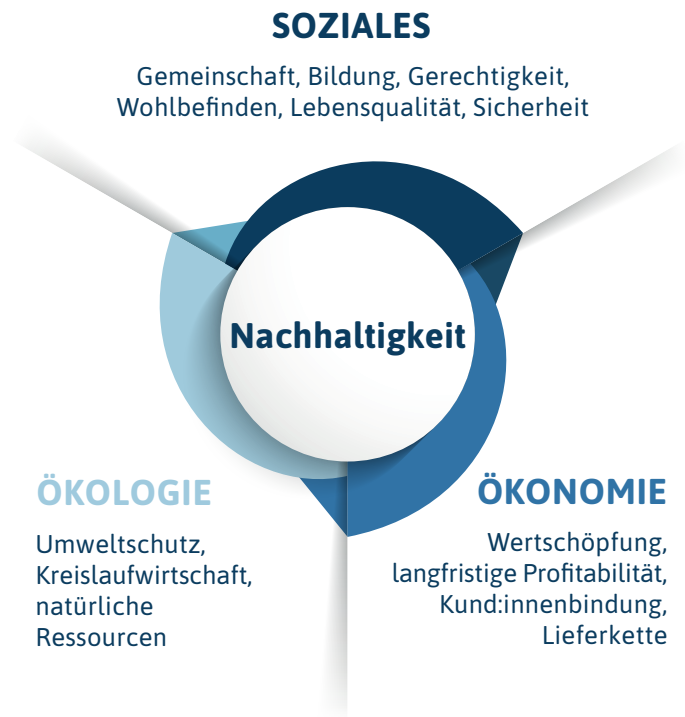 SOZIALES
Gemeinschaft, Bildung, Gerechtigkeit,
Wohlbefinden, Lebensqualität, Sicherheit
Nachhaltigkeit
ÖKOLOGIE
Umweltschutz,
Kreislaufwirtschaft,
natürliche
Ressourcen
ÖKONOMIE
Wertschöpfung,
langfristige Profitabilität,
Kund:innenbindung,
Lieferkette